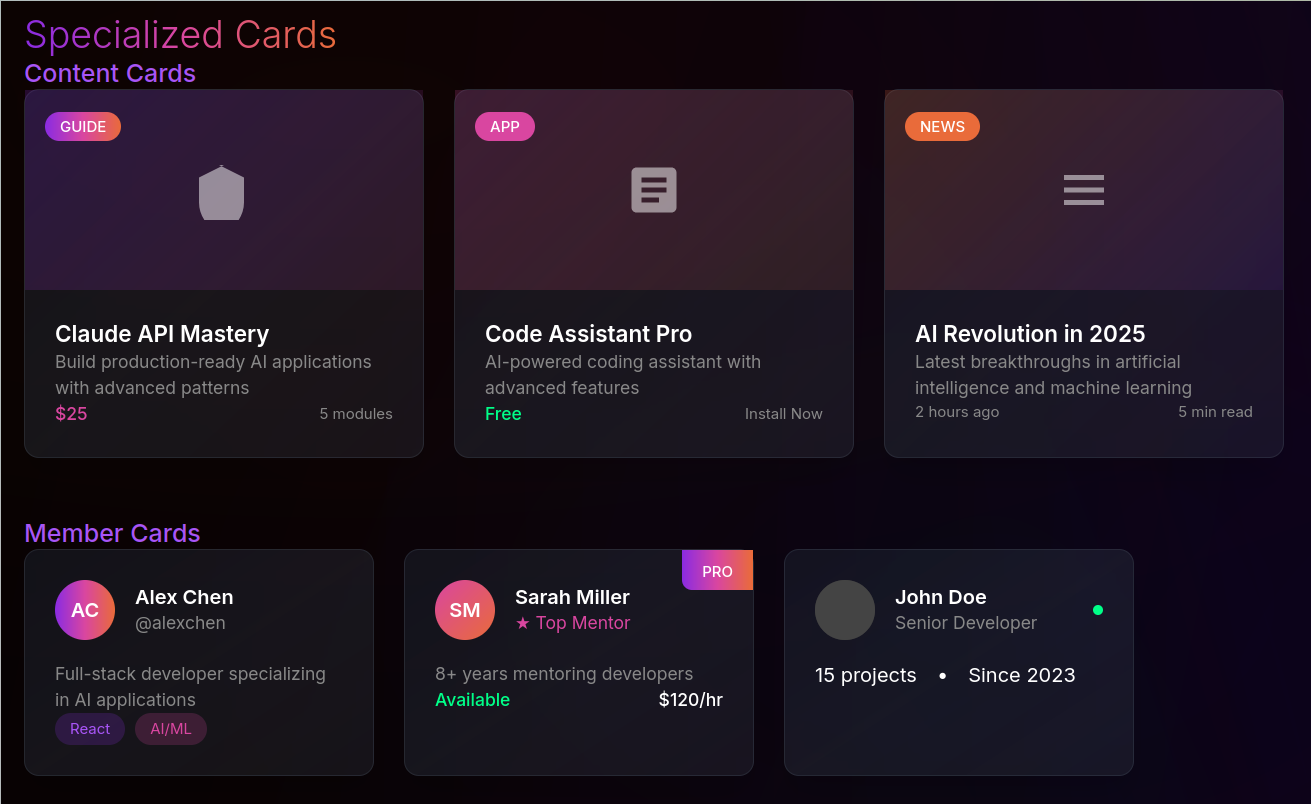 Specialized Cards
Content Cards
GUIDE
Claude API Mastery
Build production-ready AI applications
with advanced patterns
$25 5 modules
APP
Code Assistant Pro
AI-powered coding assistant with
advanced features
Free Install Now
NEWS
AI Revolution in 2025
Latest breakthroughs in artificial
intelligence and machine learning
2 hours ago 5 min read
Member Cards
AC
Alex Chen
@alexchen
Full-stack developer specializing
in AI applications
React AI/ML
PRO
SM
Sarah Miller
★ Top Mentor
8+ years mentoring developers
Available $120/hr
John Doe
Senior Developer
15 projects • Since 2023